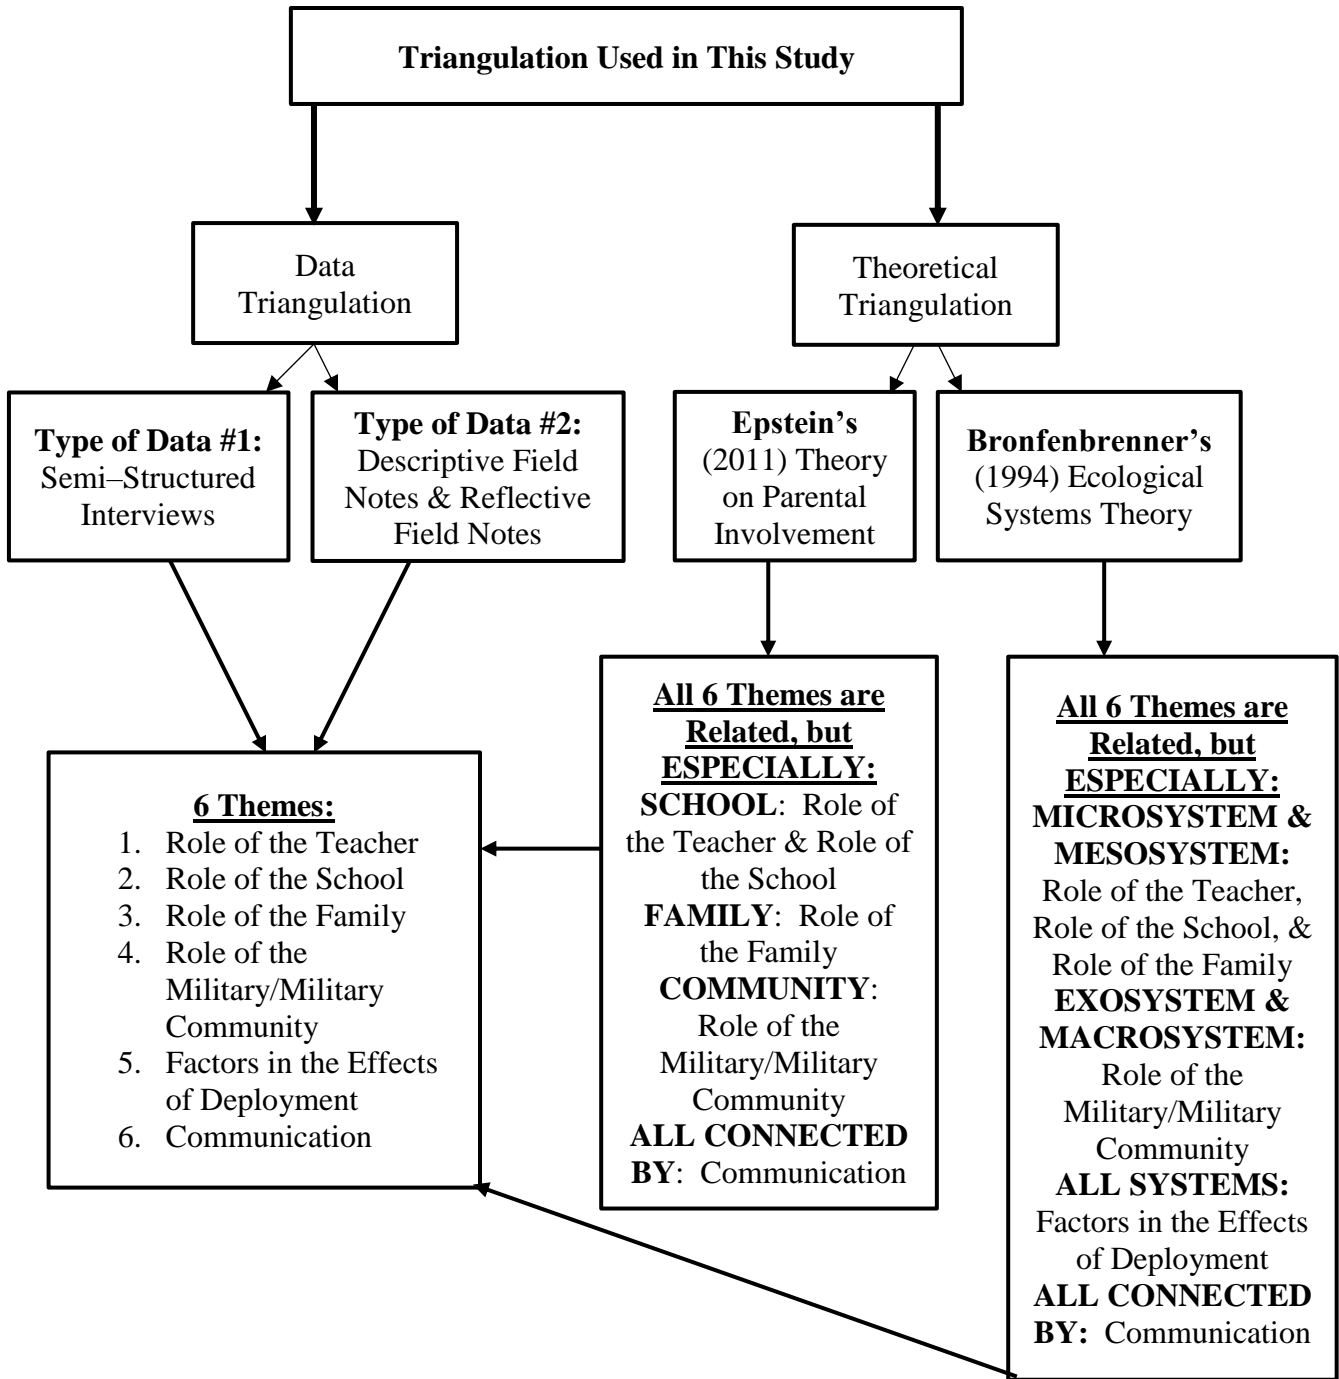 Triangulation Used in This Study
Data
Triangulation
Theoretical
Triangulation
Type of Data #1:
Semi–Structured
Interviews
Type of Data #2:
Descriptive Field
Notes & Reflective
Field Notes
Epstein’s
(2011) Theory
on Parental
Involvement
Bronfenbrenner’s
(1994) Ecological
Systems Theory
6 Themes:
1. Role of the Teacher
2. Role of the School
3. Role of the Family
4. Role of the
Military/Military
Community
5. Factors in the Effects
of Deployment
6. Communication
All 6 Themes are
Related, but
ESPECIALLY:
SCHOOL: Role of
the Teacher & Role of
the School
FAMILY: Role of
the Family
COMMUNITY:
Role of the
Military/Military
Community
ALL CONNECTED
BY: Communication
All 6 Themes are
Related, but
ESPECIALLY:
MICROSYSTEM &
MESOSYSTEM:
Role of the Teacher,
Role of the School, &
Role of the Family
EXOSYSTEM &
MACROSYSTEM:
Role of the
Military/Military
Community
ALL SYSTEMS:
Factors in the Effects
of Deployment
ALL CONNECTED
BY: Communication